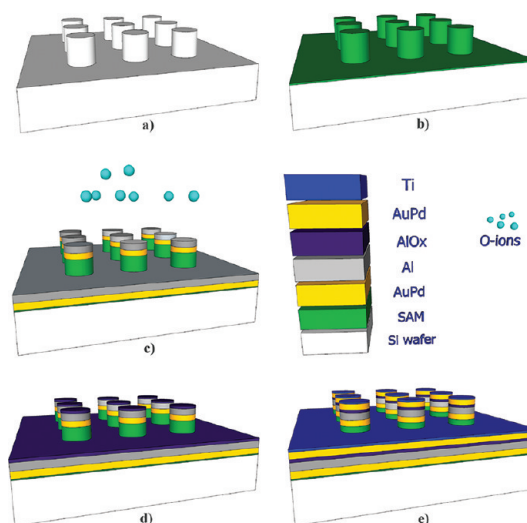 a)
b)
c)
Ti
AuPd
AlOx
Al
AuPd
SAM
Si wafer
O-ions
d)
e)